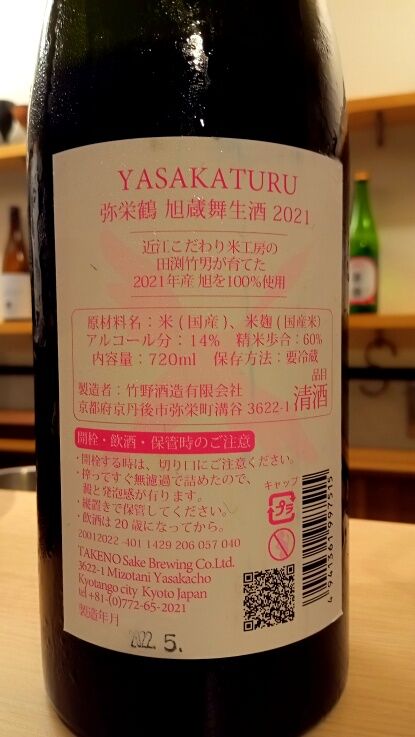 YASAKATURU
弥栄鶴 旭蔵舞生酒 2021
近江こだわり米工房の
田渕竹男が育てた
2021年産 旭を100%使用
原材料名：米(国産)、米麹(国産米)
アルコール分：14% 精米歩合：60%
内容量：720ml 保存方法：要冷蔵
品目
製造者：竹野酒造有限会社
清酒
京都府京丹後市弥栄町溝谷 3622-1
開栓・飲酒・保管時のご注意
・開栓する時は、切り口にご注意ください。
・搾ってすぐ無濾過で詰めたので、
澱と発泡感が有ります。
・縦置きで保管してください。
・飲酒は20歳になってから。
20012022 -401 1429 206 057 040
TAKENO Sake Brewing Co.Ltd.
3622-1 Mizotani Yasakacho
Kyotango city Kyoto Japan
tel +81-(0)772-65-2021
製造年月
2022. 5.
キャップ
プラ
4941361997515